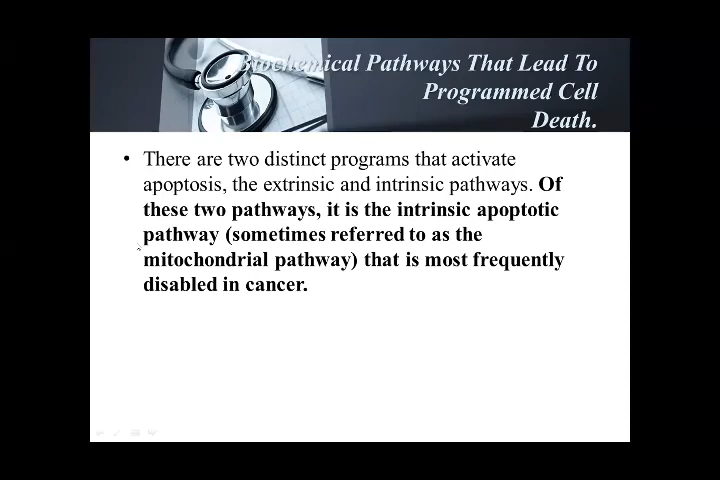 Biochemical Pathways That Lead To
Programmed Cell
Death.
• There are two distinct programs that activate
apoptosis, the extrinsic and intrinsic pathways. Of
these two pathways, it is the intrinsic apoptotic
pathway (sometimes referred to as the
mitochondrial pathway) that is most frequently
disabled in cancer.